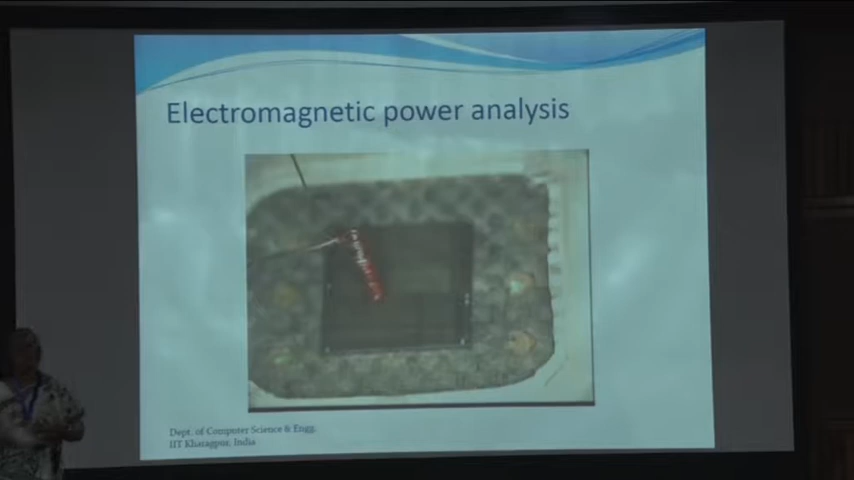 Electromagnetic power analysis
Dept. of Computer Science & Engg.
IIT Kharagpur, India